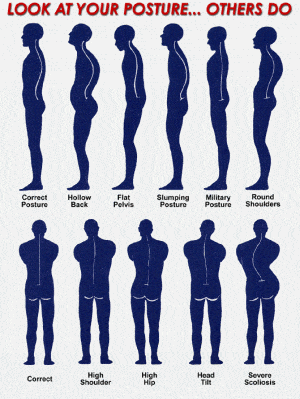 LOOK AT YOUR POSTURE... OTHERS DO
Correct Posture
Hollow Back
Flat Pelvis
Slumping Posture
Military Posture
Round Shoulders
Correct
High Shoulder
High Hip
Head Tilt
Severe Scoliosis